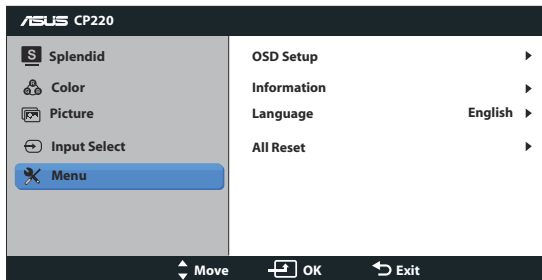 ASUS CP220
S Splendid
Color
Picture
Input Select
Menu
OSD Setup
Information
Language English
All Reset
Move OK Exit